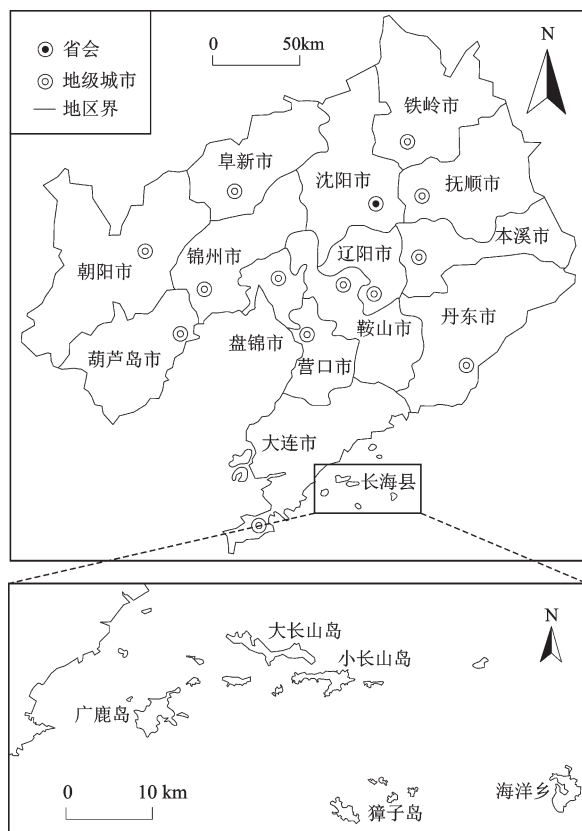 省会
地级城市
地区界
0 50km
N
铁岭市
阜新市
沈阳市
抚顺市
本溪市
辽阳市
锦州市
朝阳市
丹东市
鞍山市
盘锦市
葫芦岛市
营口市
大连市
长海县
N
大长山岛
小长山岛
广鹿岛
0 10 km
海洋乡
獐子岛